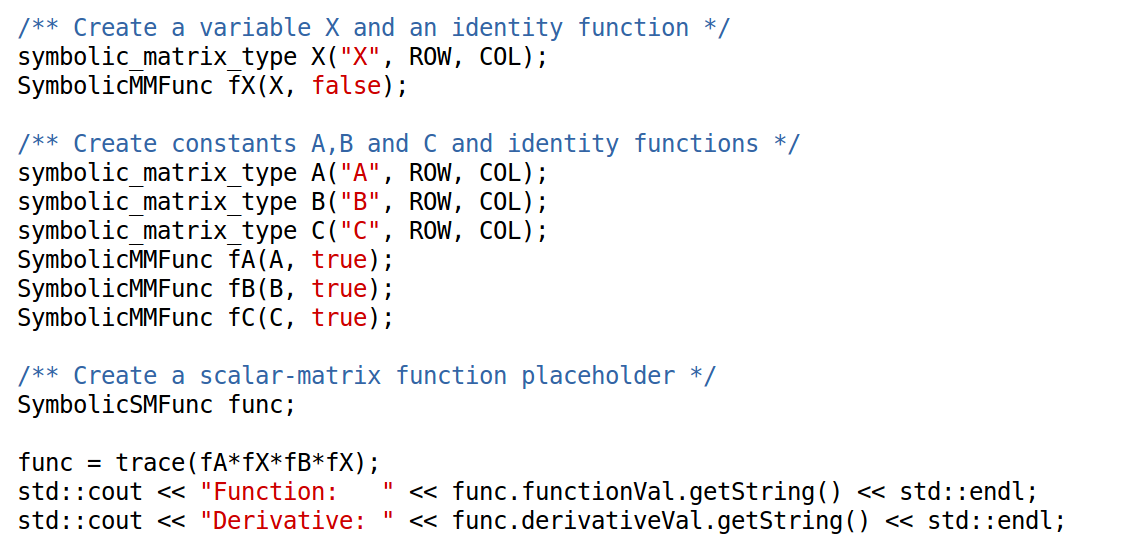 /** Create a variable X and an identity function */
symbolic_matrix_type X("X", ROW, COL);
SymbolicMMFunc fX(X, false);
/** Create constants A,B and C and identity functions */
symbolic_matrix_type A("A", ROW, COL);
symbolic_matrix_type B("B", ROW, COL);
symbolic_matrix_type C("C", ROW, COL);
SymbolicMMFunc fA(A, true);
SymbolicMMFunc fB(B, true);
SymbolicMMFunc fC(C, true);
/** Create a scalar-matrix function placeholder */
SymbolicSMFunc func;
func = trace(fA*fX*fB*fX);
std::cout << "Function:   " << func.functionVal.getString() << std::endl;
std::cout << "Derivative: " << func.derivativeVal.getString() << std::endl;